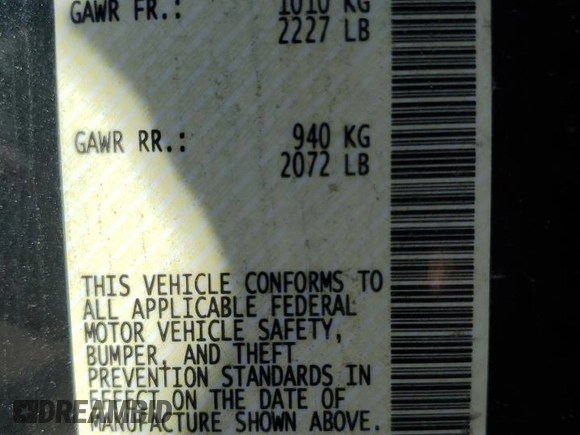 GAWR FR.: 1010 KG
2227 LB
GAWR RR.: 940 KG
2072 LB
THIS VEHICLE CONFORMS TO
ALL APPLICABLE FEDERAL
MOTOR VEHICLE SAFETY,
BUMPER, AND THEFT
PREVENTION STANDARDS IN
EFFECT ON THE DATE OF
MANUFACTURE SHOWN ABOVE.
DREAMBID